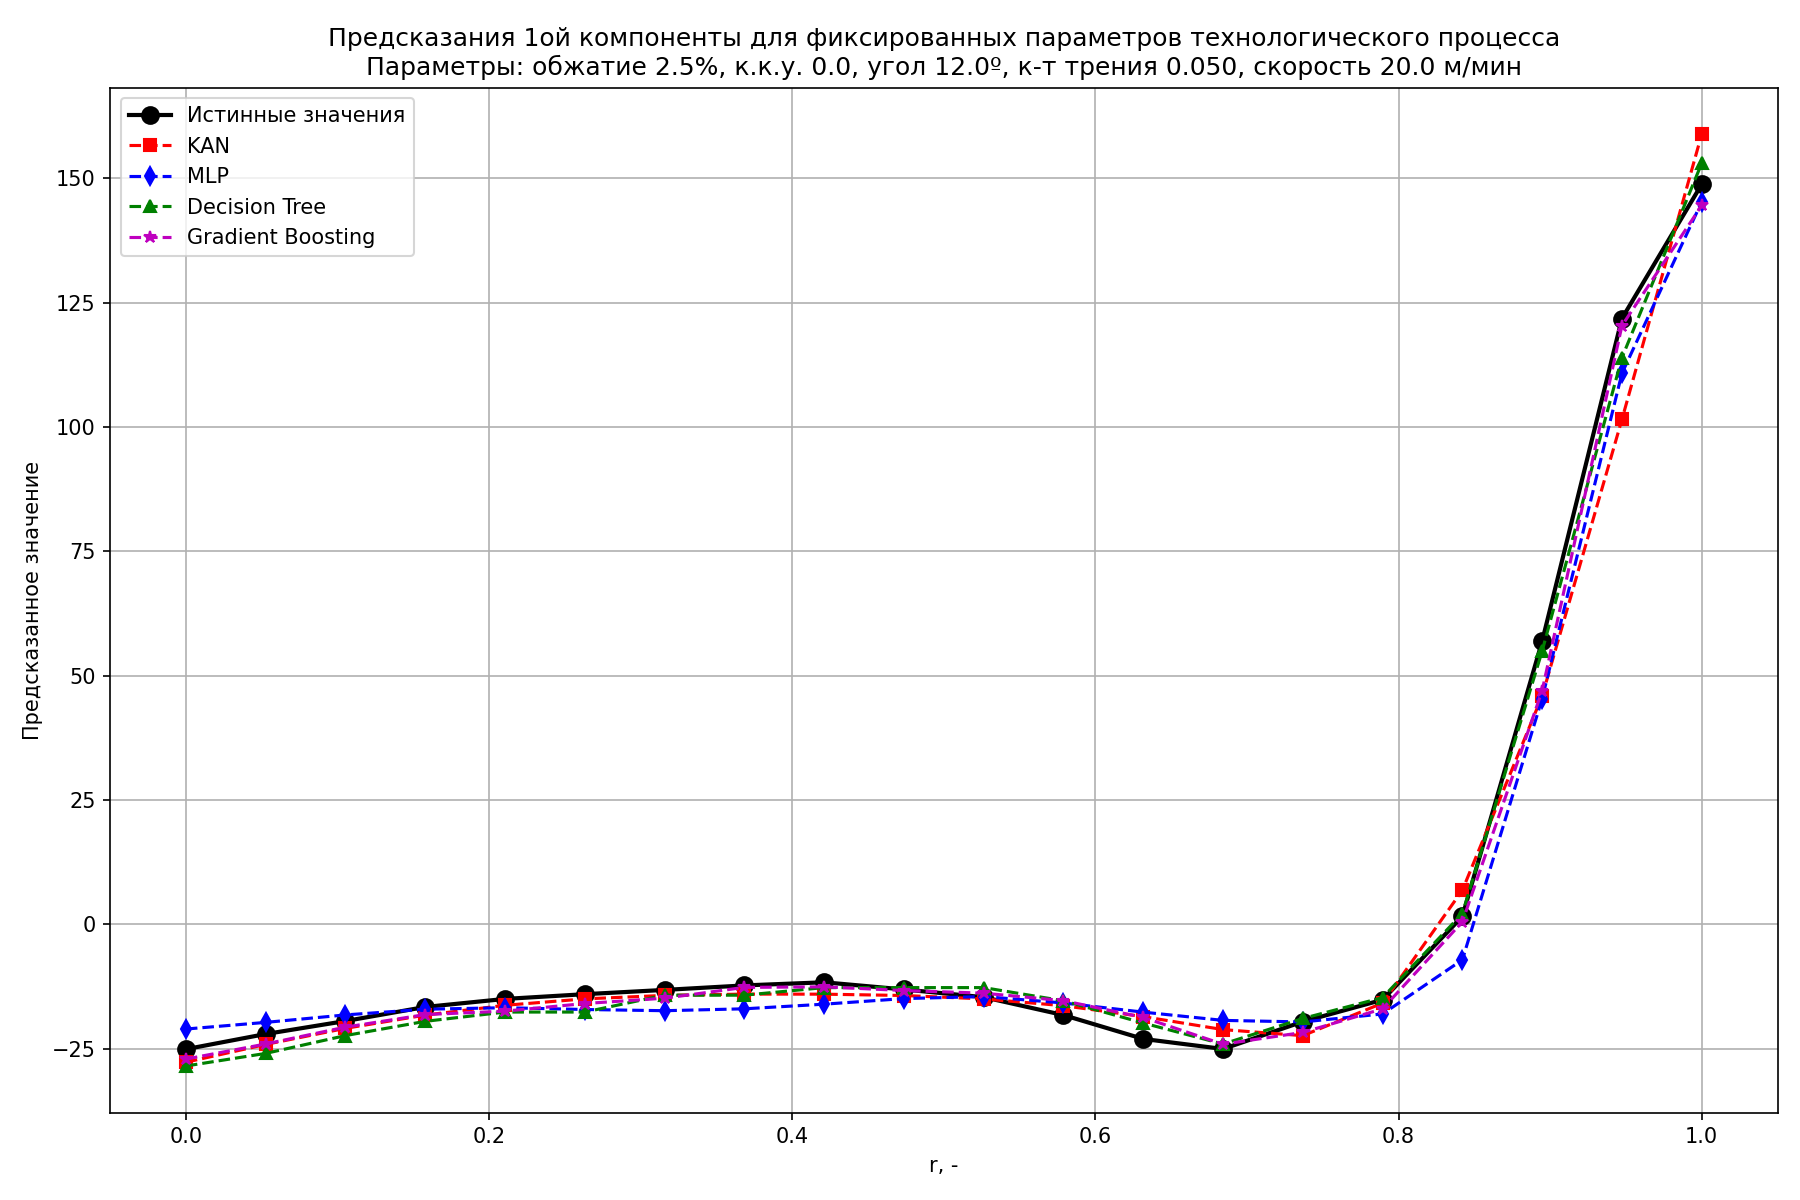 Предсказания 1ой компоненты для фиксированных параметров технологического процесса
Параметры: обжатие 2.5%, к.к.у. 0.0, угол 12.0º, к-т трения 0.050, скорость 20.0 м/мин
Истинные значения
KAN
MLP
Decision Tree
Gradient Boosting
Предсказанное значение
150
125
100
75
50
25
0
−25
0.0
0.2
0.4
0.6
0.8
1.0
r, -